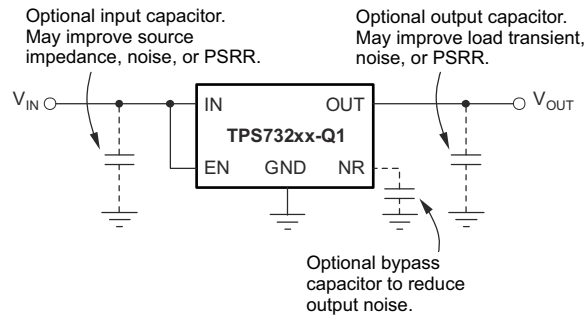 Optional input capacitor.
May improve source
impedance, noise, or PSRR.
Optional output capacitor.
May improve load transient,
noise, or PSRR.
VIN
IN
OUT
VOUT
TPS732xx-Q1
EN
GND
NR
Optional bypass
capacitor to reduce
output noise.